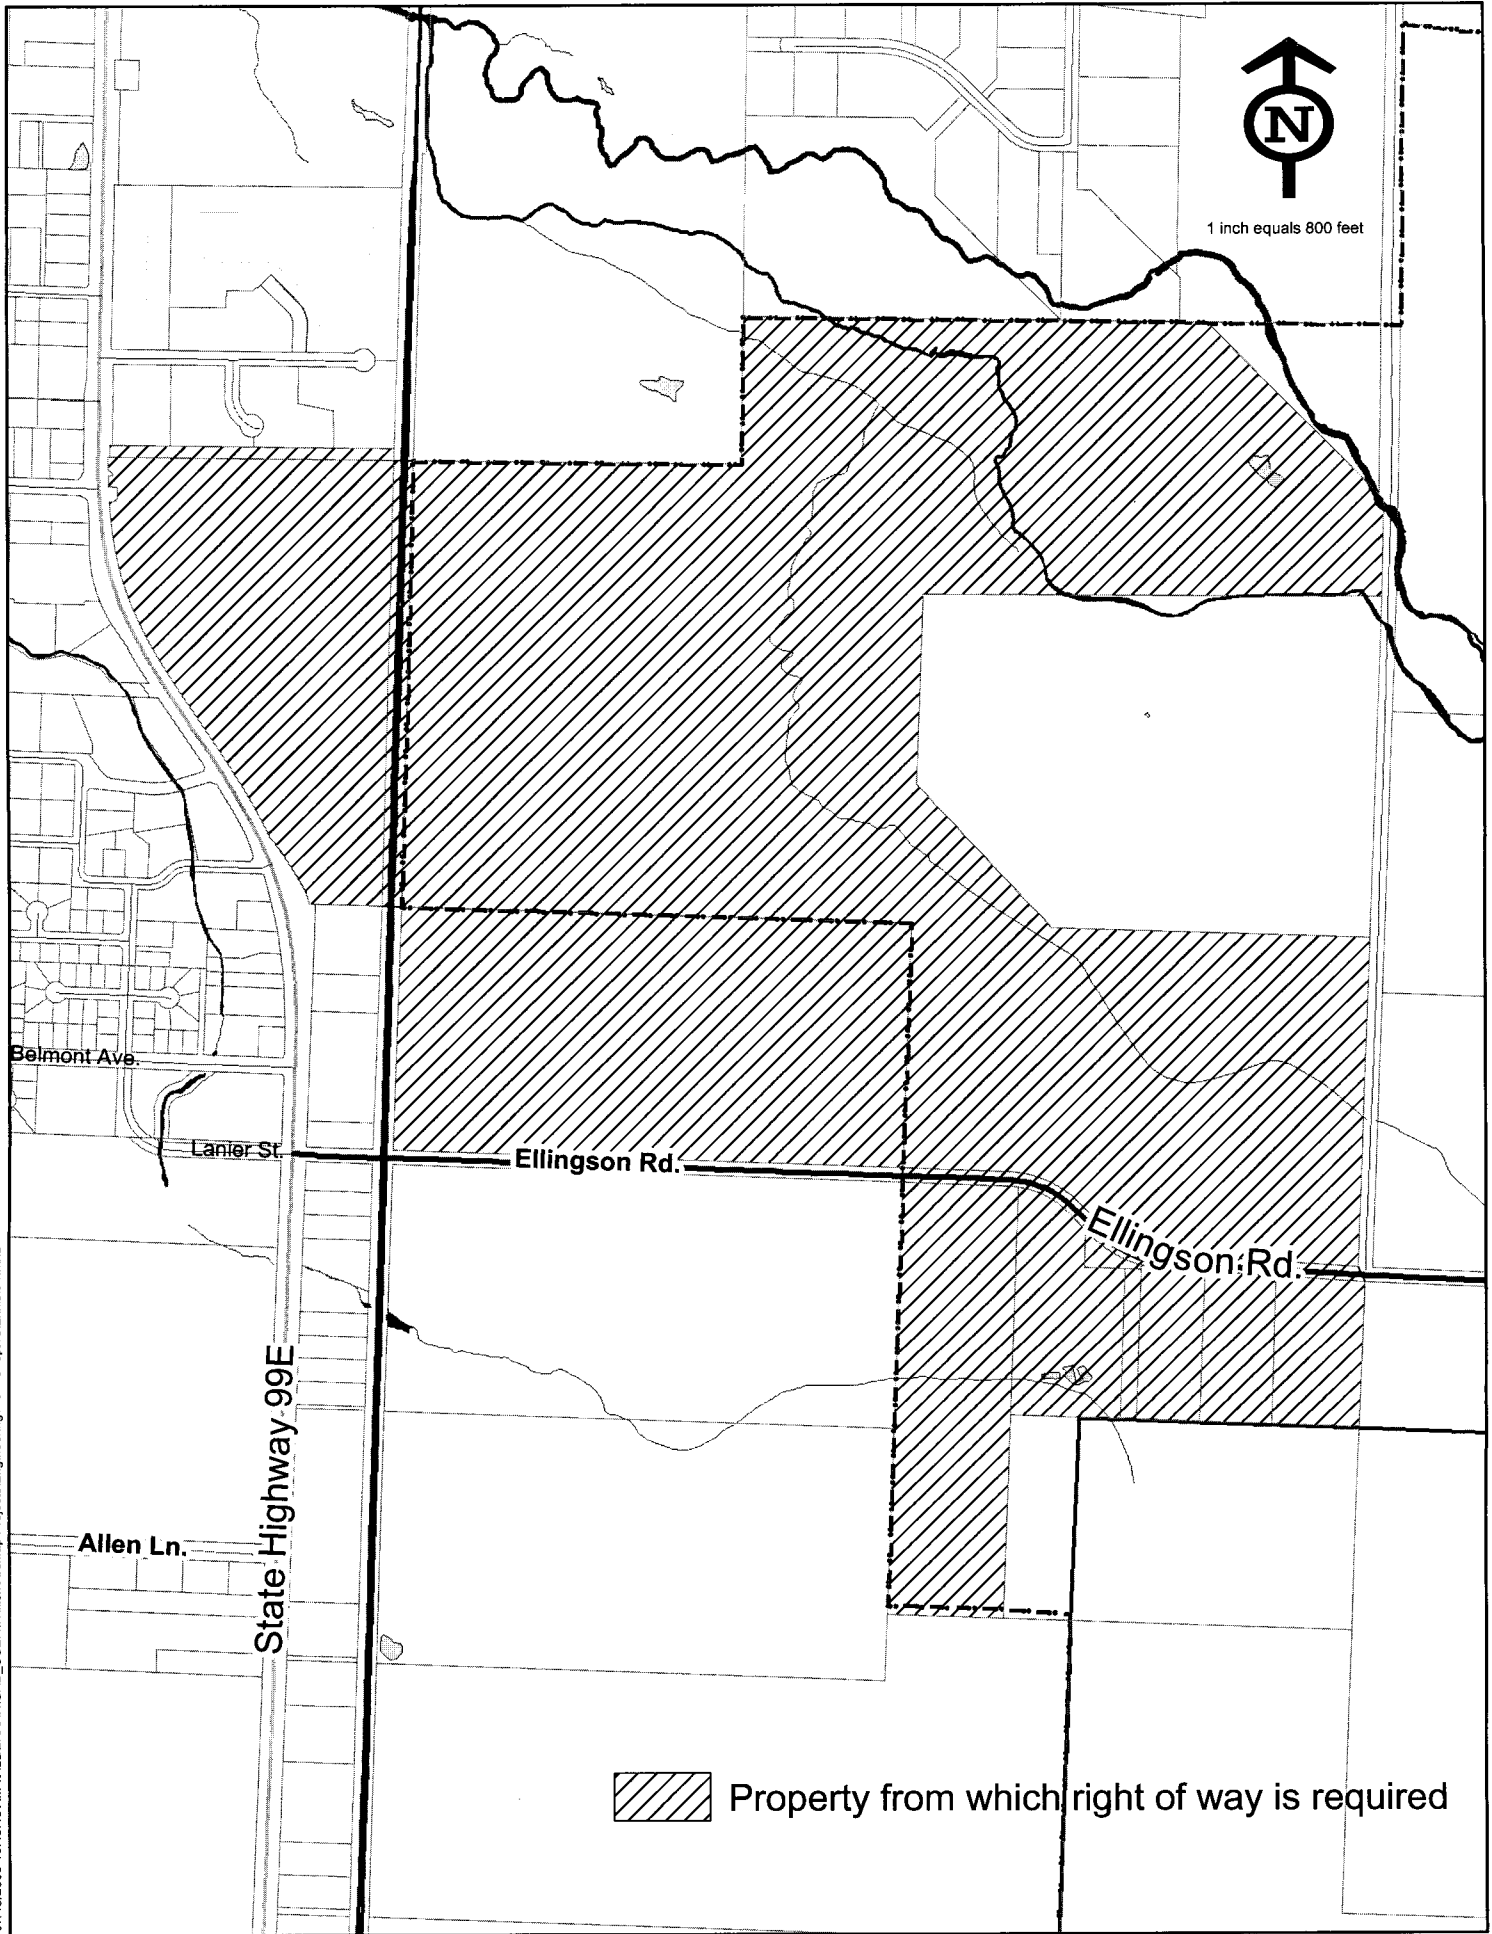 N
1 inch equals 800 feet
Belmont Ave.
Lanier St.
Ellingson Rd.
Ellingson Rd.
State Highway 99E
Allen Ln.
Property from which right of way is required